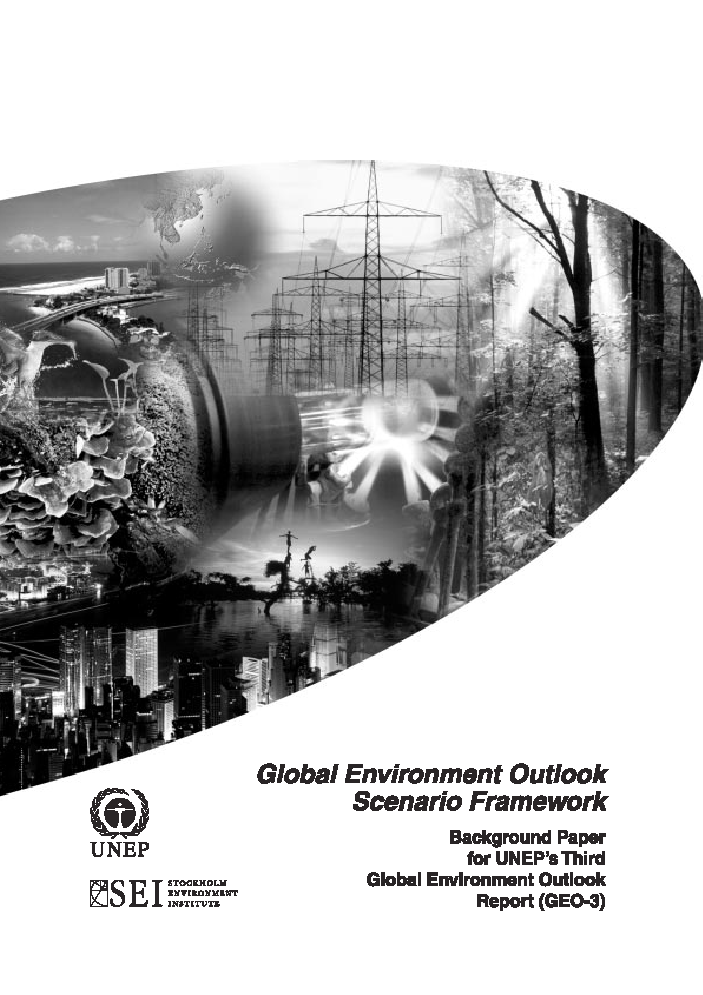 Global Environment Outlook
Scenario Framework
Background Paper
for UNEP's Third
Global Environment Outlook
Report (GEO-3)
UNEP
SEI
STOCKHOLM
ENVIRONMENT
INSTITUTE